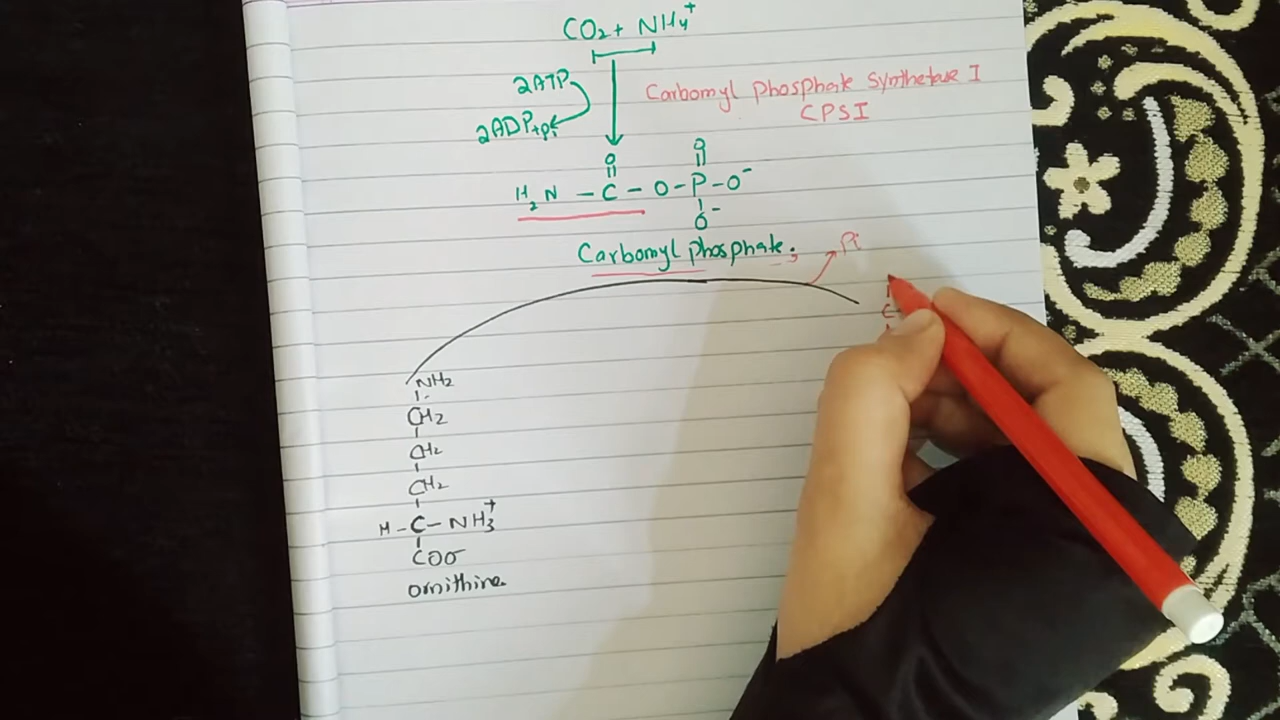 CO₂ + NH₄⁺
2ATP
Carbomyl Phosphate Synthetase I
CPSI
2ADP+Pi
O O
H₂N - C - O - P - O⁻
O⁻
Carbomyl phosphate.
Pi
C
NH₂
CH₂
CH₂
CH₂
H - C - NH₃⁺
COO⁻
ornithine